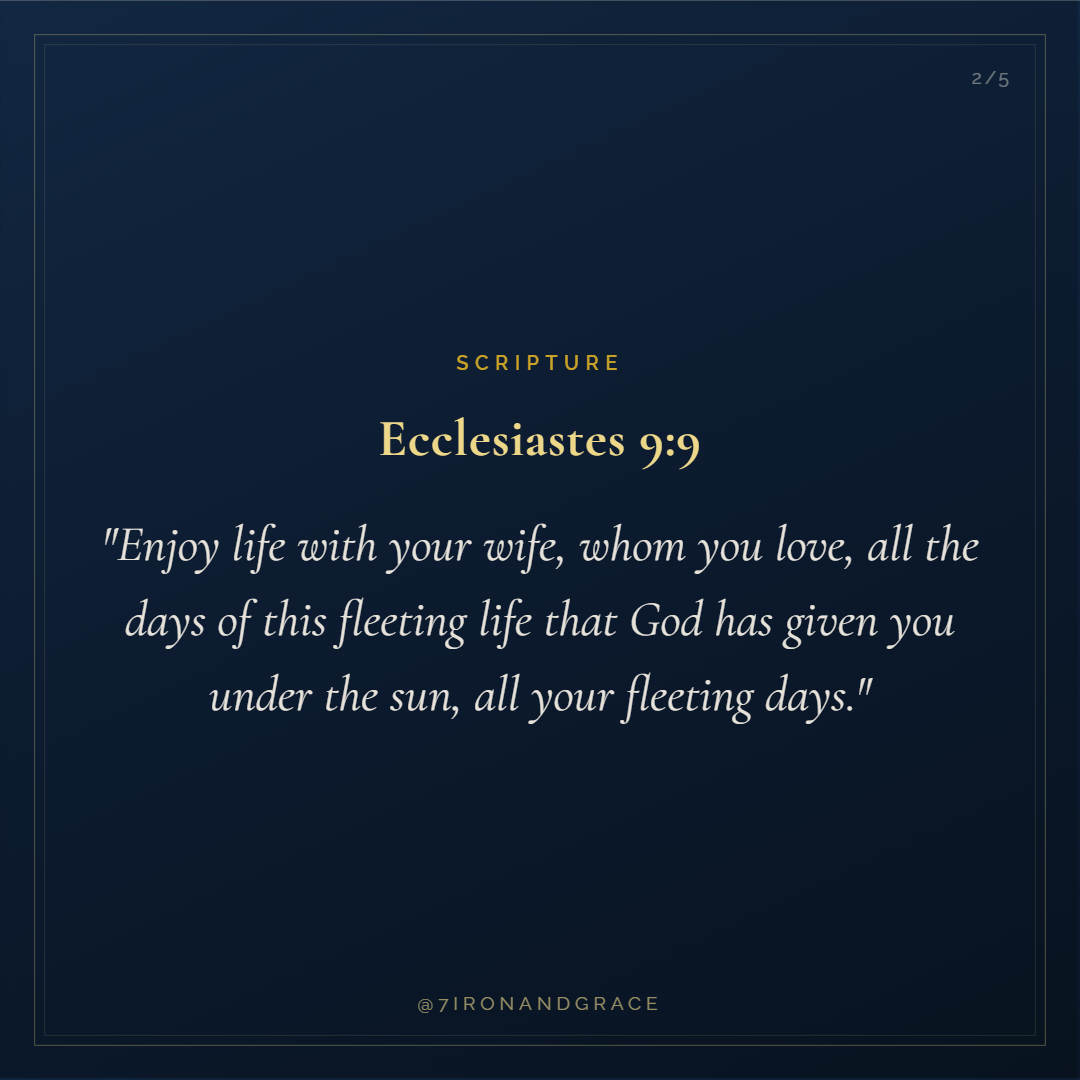 2/5
SCRIPTURE
Ecclesiastes 9:9
"Enjoy life with your wife, whom you love, all the
days of this fleeting life that God has given you
under the sun, all your fleeting days."
@7IRONANDGRACE